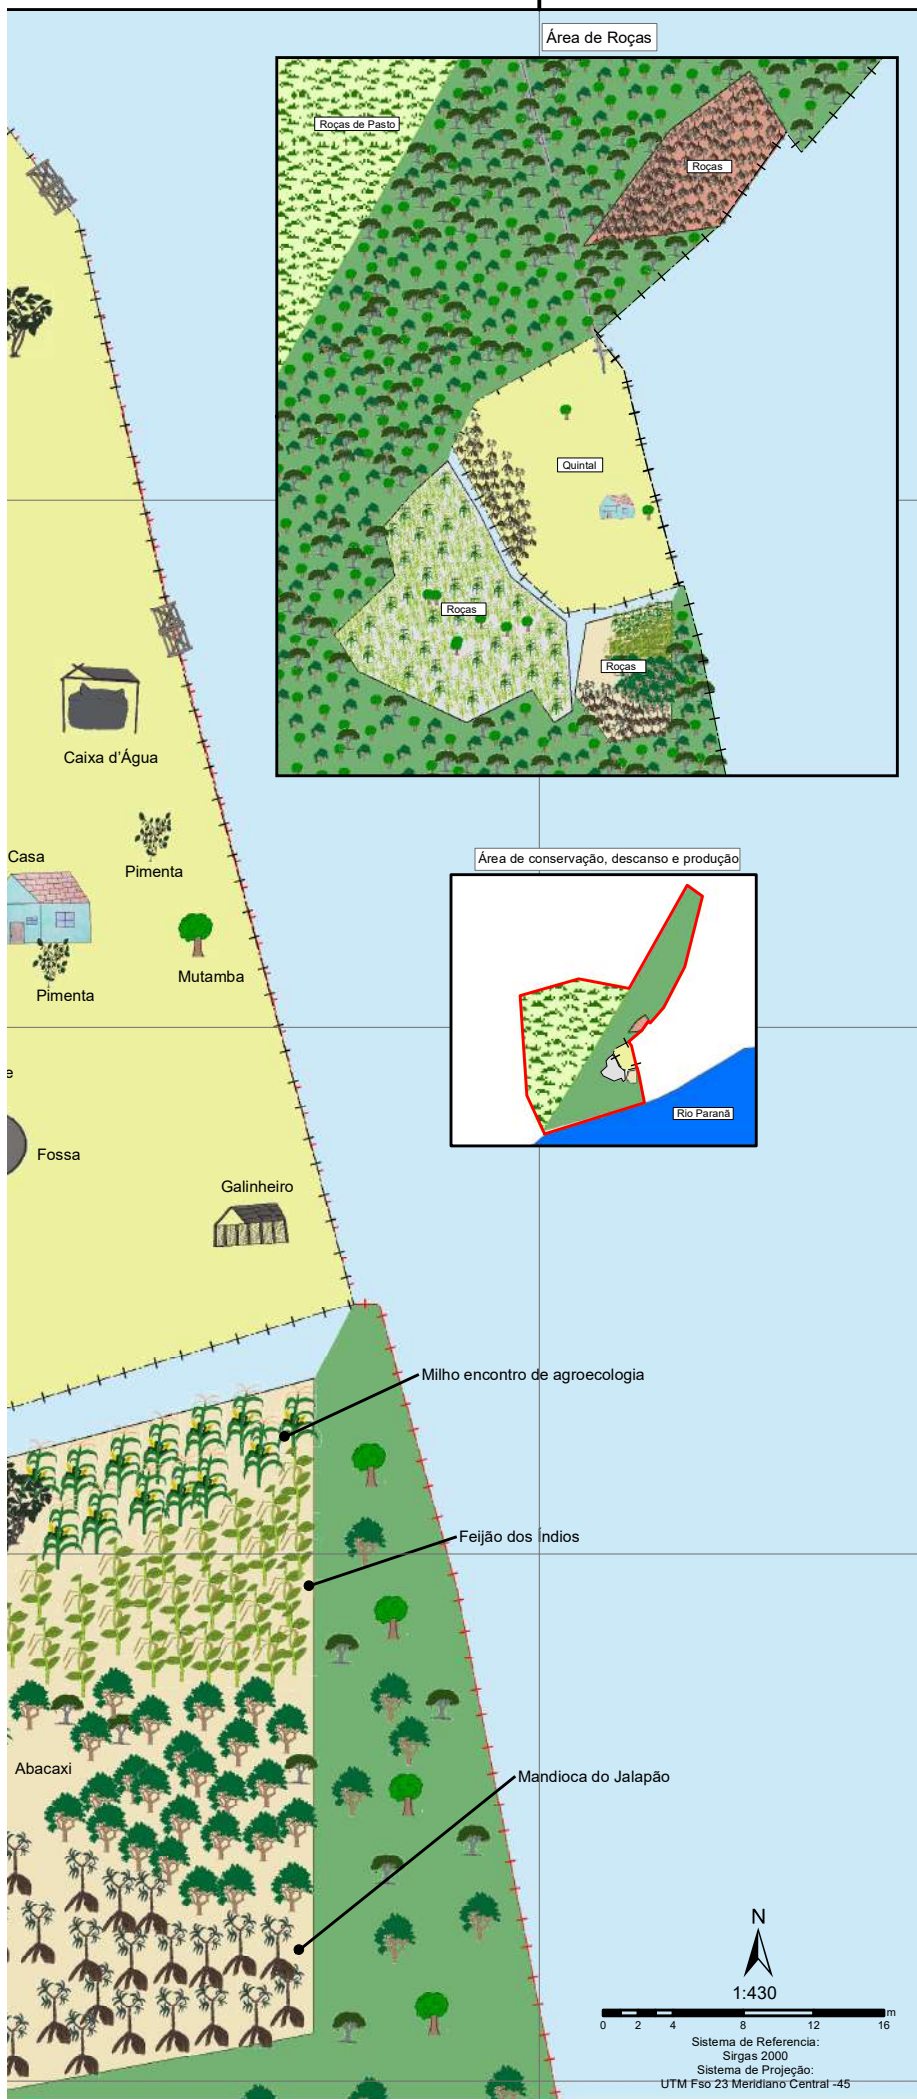 Área de Roças
Roças de Pasto
Roças
Quintal
Roças
Roças
Caixa d'Água
Pimenta
Casa
Pimenta
Mutamba
Área de conservação, descanso e produção
Rio Paranã
e
Fossa
Galinheiro
Milho encontro de agroecologia
Feijão dos Índios
Abacaxi
Mandioca do Jalapão
N
1:430
m
0 2 4 8 12 16
Sistema de Referencia:
Sirgas 2000
Sistema de Projeção:
UTM Fso 23 Meridiano Central -45